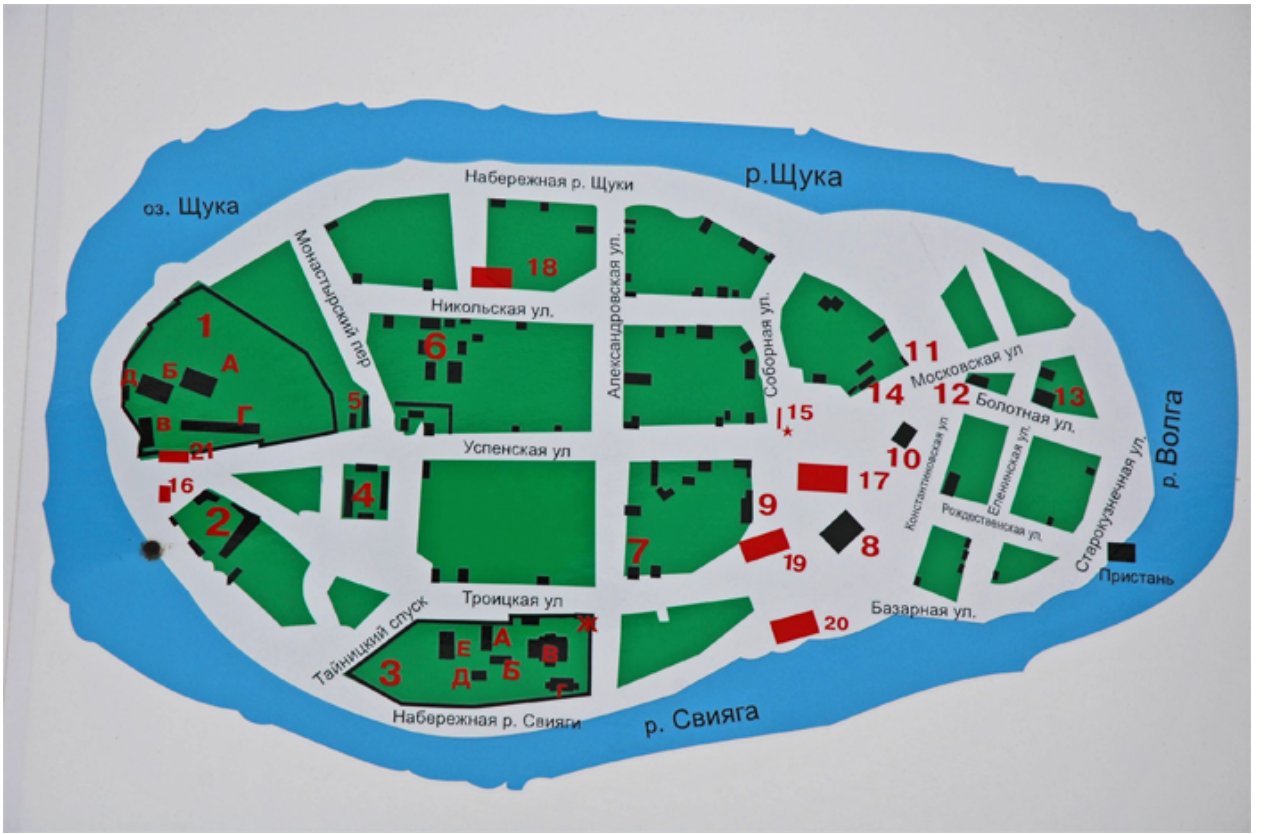 Набережная р. Щуки
р.Щука
оз. Щука
Монастырский пер
18
Никольская ул.
Александровская ул.
Соборная ул.
1
Д
Б
А
В
Г
21
5
6
11
Московская ул
14
12
13
Болотная ул.
15
Успенская ул
10
Константиновская ул
Еленинская ул.
Старокузнечная ул.
р. Волга
16
4
17
2
9
Рождественская ул.
7
19
8
Пристань
Троицкая ул
Базарная ул.
20
Тайницкий спуск
Ж
3
Е
А
В
Д
Б
Г
Набережная р. Свияги
р. Свияга